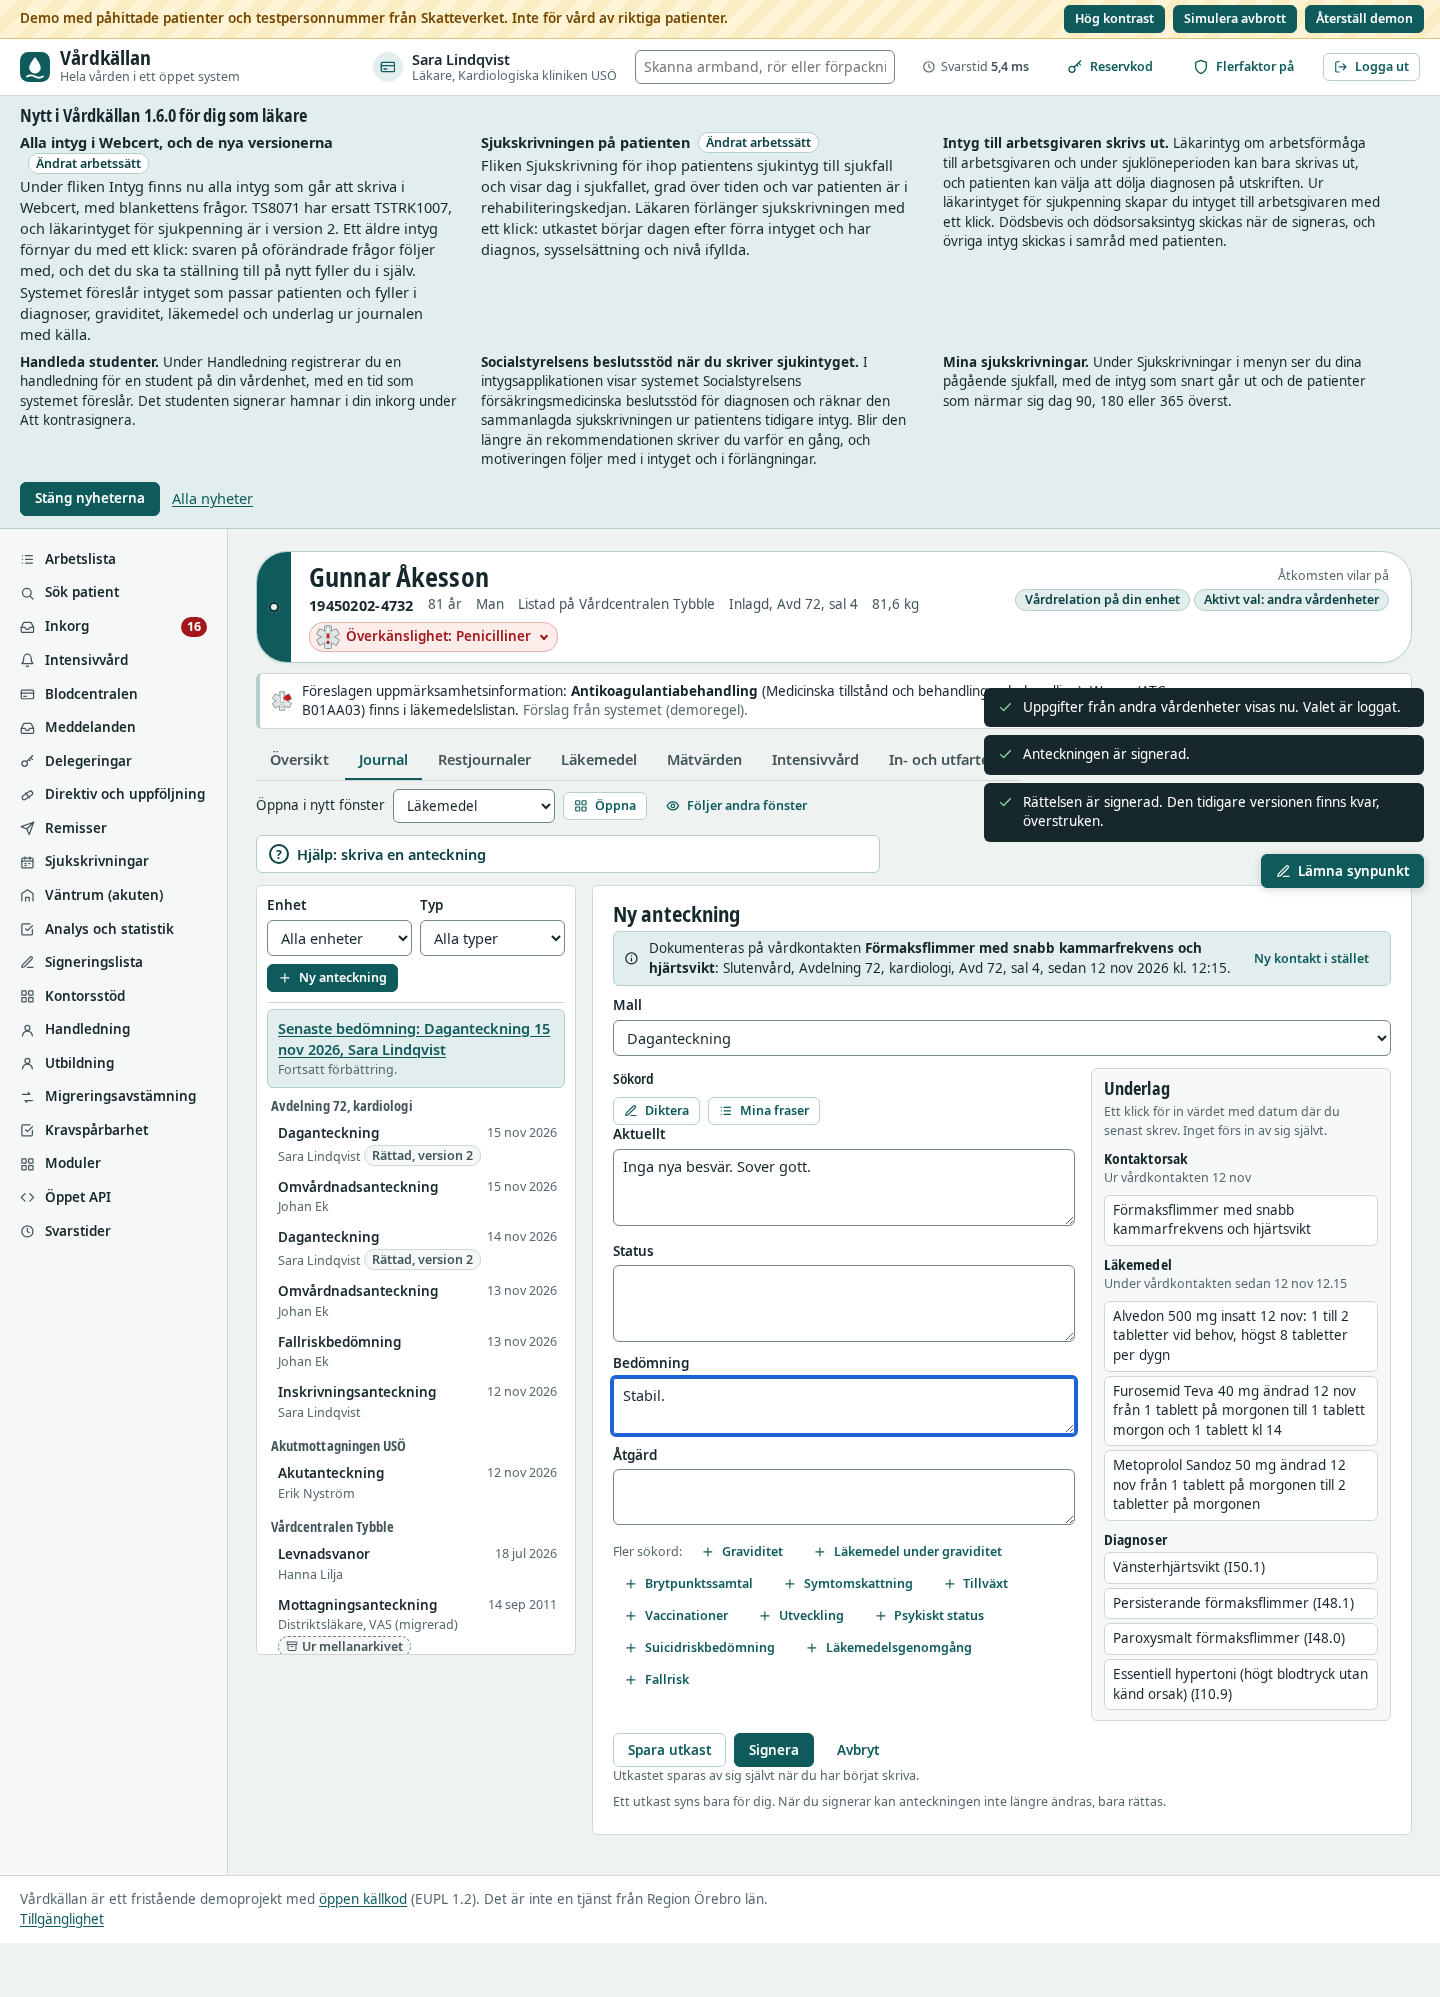 Demo med påhittade patienter och testpersonnummer från Skatteverket. Inte för vård av riktiga patienter.
Hög kontrast
Simulera avbrott
Återställ demon
Vårdkällan
Hela vården i ett öppet system
Sara Lindqvist
Läkare, Kardiologiska kliniken USÖ
Skanna armband, rör eller förpackni
Svarstid 5,4 ms
Reservkod
Flerfaktor på
Logga ut
Nytt i Vårdkällan 1.6.0 för dig som läkare
Alla intyg i Webcert, och de nya versionerna
Ändrat arbetssätt
Under fliken Intyg finns nu alla intyg som går att skriva i
Webcert, med blankettens frågor. TS8071 har ersatt TSTRK1007,
och läkarintyget för sjukpenning är i version 2. Ett äldre intyg
förnyar du med ett klick: svaren på oförändrade frågor följer
med, och det du ska ta ställning till på nytt fyller du i själv.
Systemet föreslår intyget som passar patienten och fyller i
diagnoser, graviditet, läkemedel och underlag ur journalen
med källa.
Sjukskrivningen på patienten
Ändrat arbetssätt
Fliken Sjukskrivning för ihop patientens sjukintyg till sjukfall
och visar dag i sjukfallet, grad över tiden och var patienten är i
rehabiliteringskedjan. Läkaren förlänger sjukskrivningen med
ett klick: utkastet börjar dagen efter förra intyget och har
diagnos, sysselsättning och nivå ifyllda.
Intyg till arbetsgivaren skrivs ut. Läkarintyg om arbetsförmåga
till arbetsgivaren och under sjuklöneperioden kan bara skrivas ut,
och patienten kan välja att dölja diagnosen på utskriften. Ur
läkarintyget för sjukpenning skapar du intyget till arbetsgivaren med
ett klick. Dödsbevis och dödsorsaksintyg skickas när de signeras, och
övriga intyg skickas i samråd med patienten.
Handleda studenter. Under Handledning registrerar du en
handledning för en student på din vårdenhet, med en tid som
systemet föreslår. Det studenten signerar hamnar i din inkorg under
Att kontrasignera.
Socialstyrelsens beslutsstöd när du skriver sjukintyget. I
intygsapplikationen visar systemet Socialstyrelsens
försäkringsmedicinska beslutsstöd för diagnosen och räknar den
sammanlagda sjukskrivningen ur patientens tidigare intyg. Blir den
längre än rekommendationen skriver du varför en gång, och
motiveringen följer med i intyget och i förlängningar.
Mina sjukskrivningar. Under Sjukskrivningar i menyn ser du dina
pågående sjukfall, med de intyg som snart går ut och de patienter
som närmar sig dag 90, 180 eller 365 överst.
Stäng nyheterna
Alla nyheter
Arbetslista
Sök patient
Inkorg
16
Intensivvård
Blodcentralen
Meddelanden
Delegeringar
Direktiv och uppföljning
Remisser
Sjukskrivningar
Väntrum (akuten)
Analys och statistik
Signeringslista
Kontorsstöd
Handledning
Utbildning
Migreringsavstämning
Kravspårbarhet
Moduler
Öppet API
Svarstider
Gunnar Åkesson
19450202-4732
81 år
Man
Listad på Vårdcentralen Tybble
Inlagd, Avd 72, sal 4
81,6 kg
Överkänslighet: Penicilliner
Åtkomsten vilar på
Vårdrelation på din enhet
Aktivt val: andra vårdenheter
Föreslagen uppmärksamhetsinformation: Antikoagulantiabehandling (Medicinska tillstånd och behandling
B01AA03) finns i läkemedelslistan. Förslag från systemet (demoregel).
Uppgifter från andra vårdenheter visas nu. Valet är loggat.
Anteckningen är signerad.
Rättelsen är signerad. Den tidigare versionen finns kvar,
överstruken.
Översikt
Journal
Restjournaler
Läkemedel
Mätvärden
Intensivvård
In- och utfarte
Öppna i nytt fönster
Läkemedel
Öppna
Följer andra fönster
? Hjälp: skriva en anteckning
Lämna synpunkt
Enhet
Typ
Alla enheter
Alla typer
Ny anteckning
Senaste bedömning: Daganteckning 15
nov 2026, Sara Lindqvist
Fortsatt förbättring.
Avdelning 72, kardiologi
Daganteckning
15 nov 2026
Sara Lindqvist
Rättad, version 2
Omvårdnadsanteckning
15 nov 2026
Johan Ek
Daganteckning
14 nov 2026
Sara Lindqvist
Rättad, version 2
Omvårdnadsanteckning
13 nov 2026
Johan Ek
Fallriskbedömning
13 nov 2026
Johan Ek
Inskrivningsanteckning
12 nov 2026
Sara Lindqvist
Akutmottagningen USÖ
Akutanteckning
12 nov 2026
Erik Nyström
Vårdcentralen Tybble
Levnadsvanor
18 jul 2026
Hanna Lilja
Mottagningsanteckning
14 sep 2011
Distriktsläkare, VAS (migrerad)
Ur mellanarkivet
Ny anteckning
Dokumenteras på vårdkontakten Förmaksflimmer med snabb kammarfrekvens och
hjärtsvikt: Slutenvård, Avdelning 72, kardiologi, Avd 72, sal 4, sedan 12 nov 2026 kl. 12:15.
Ny kontakt i stället
Mall
Daganteckning
Sökord
Diktera
Mina fraser
Aktuellt
Inga nya besvär. Sover gott.
Status
Bedömning
Stabil.
Åtgärd
Fler sökord:
Graviditet
Läkemedel under graviditet
Brytpunktssamtal
Symtomskattning
Tillväxt
Vaccinationer
Utveckling
Psykiskt status
Suicidriskbedömning
Läkemedelsgenomgång
Fallrisk
Underlag
Ett klick för in värdet med datum där du
senast skrev. Inget förs in av sig självt.
Kontaktorsak
Ur vårdkontakten 12 nov
Förmaksflimmer med snabb
kammarfrekvens och hjärtsvikt
Läkemedel
Under vårdkontakten sedan 12 nov 12.15
Alvedon 500 mg insatt 12 nov: 1 till 2
tabletter vid behov, högst 8 tabletter
per dygn
Furosemid Teva 40 mg ändrad 12 nov
från 1 tablett på morgonen till 1 tablett
morgon och 1 tablett kl 14
Metoprolol Sandoz 50 mg ändrad 12
nov från 1 tablett på morgonen till 2
tabletter på morgonen
Diagnoser
Vänsterhjärtsvikt (I50.1)
Persisterande förmaksflimmer (I48.1)
Paroxysmalt förmaksflimmer (I48.0)
Essentiell hypertoni (högt blodtryck utan
känd orsak) (I10.9)
Spara utkast
Signera
Avbryt
Utkastet sparas av sig självt när du har börjat skriva.
Ett utkast syns bara för dig. När du signerar kan anteckningen inte längre ändras, bara rättas.
Vårdkällan är ett fristående demoprojekt med öppen källkod (EUPL 1.2). Det är inte en tjänst från Region Örebro län.
Tillgänglighet